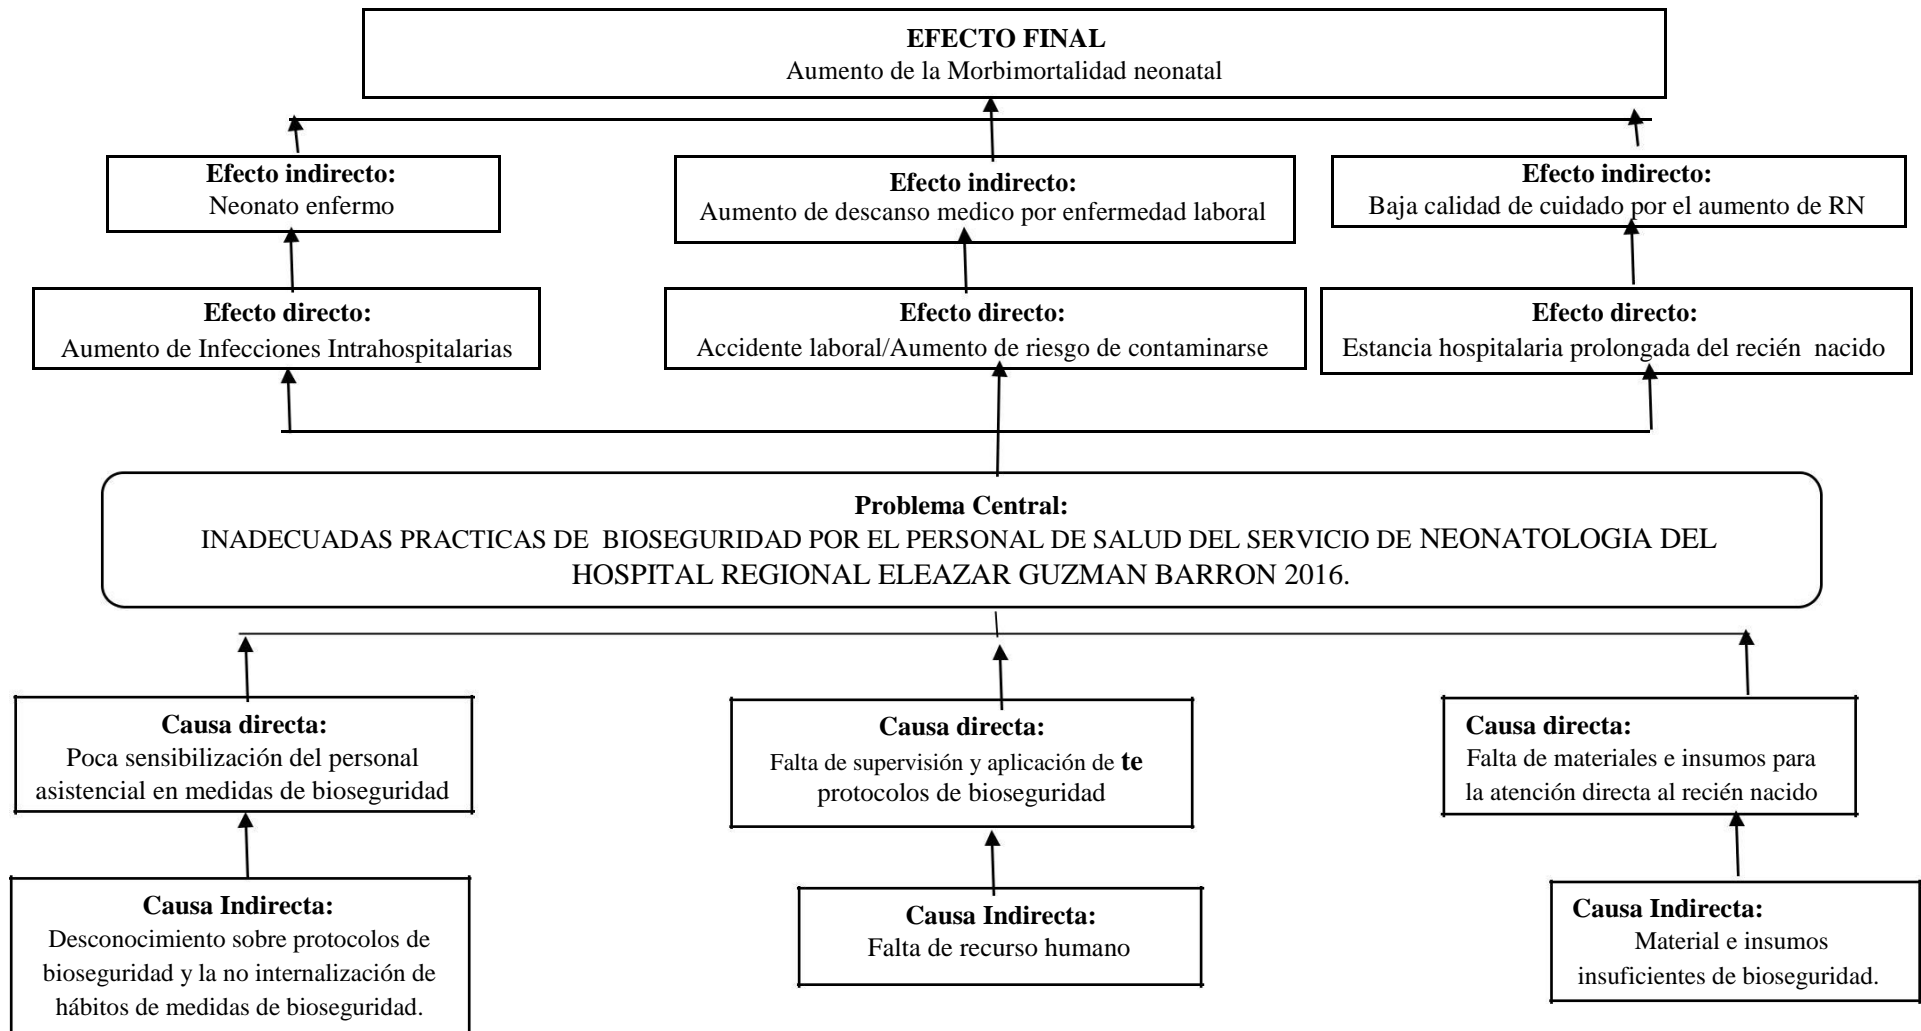 EFECTO FINAL
Aumento de la Morbimortalidad neonatal
Efecto indirecto:
Neonato enfermo
Efecto indirecto:
Aumento de descanso medico por enfermedad laboral
Efecto indirecto:
Baja calidad de cuidado por el aumento de RN
Efecto directo:
Aumento de Infecciones Intrahospitalarias
Efecto directo:
Accidente laboral/Aumento de riesgo de contaminarse
Efecto directo:
Estancia hospitalaria prolongada del recién nacido
Problema Central:
INADECUADAS PRACTICAS DE BIOSEGURIDAD POR EL PERSONAL DE SALUD DEL SERVICIO DE NEONATOLOGIA DEL
HOSPITAL REGIONAL ELEAZAR GUZMAN BARRON 2016.
Causa directa:
Poca sensibilización del personal
asistencial en medidas de bioseguridad
Causa directa:
Falta de supervisión y aplicación de te
protocolos de bioseguridad
Causa directa:
Falta de materiales e insumos para
la atención directa al recién nacido
Causa Indirecta:
Desconocimiento sobre protocolos de
bioseguridad y la no internalización de
hábitos de medidas de bioseguridad.
Causa Indirecta:
Falta de recurso humano
Causa Indirecta:
Material e insumos
insuficientes de bioseguridad.